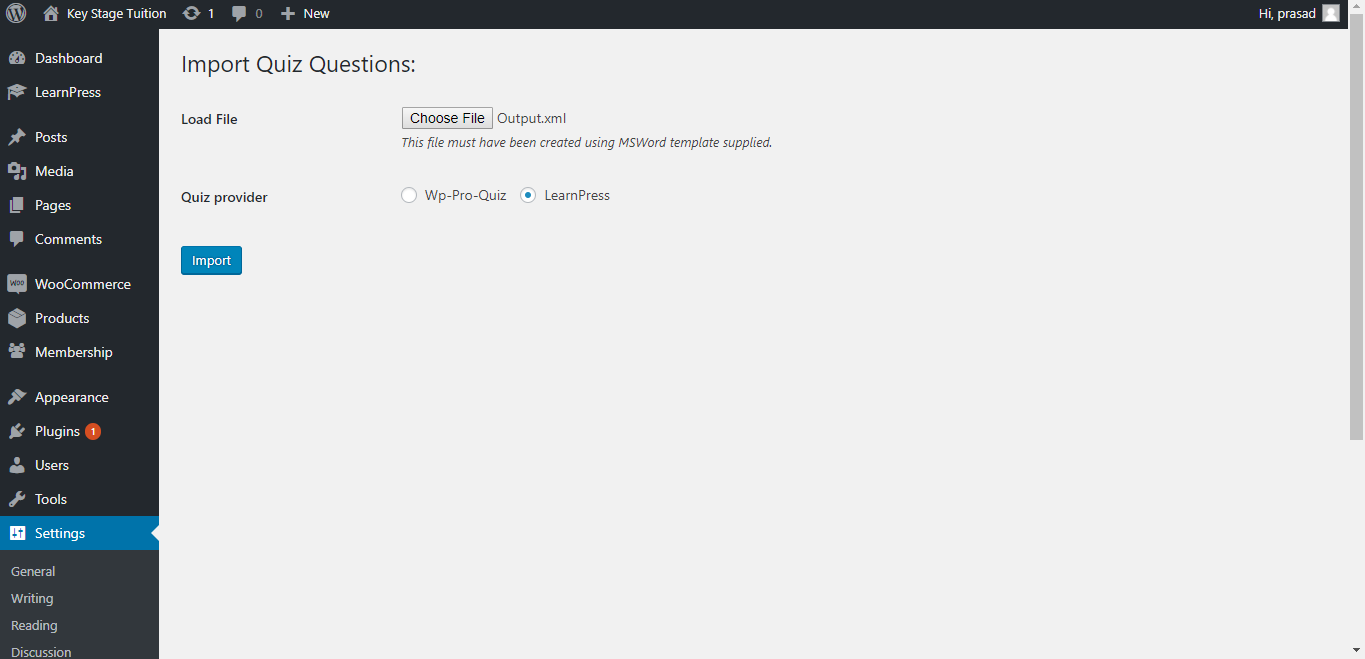 Key Stage Tuition 1 0 New Hi, prasad
Dashboard
LearnPress
Posts
Media
Pages
Comments
WOO WooCommerce
Products
Membership
Appearance
Plugins 1
Users
Tools
Settings
General
Writing
Reading
Discussion
Import Quiz Questions:
Load File Choose File Output.xml
This file must have been created using MSWord template supplied.
Quiz provider Wp-Pro-Quiz LearnPress
Import